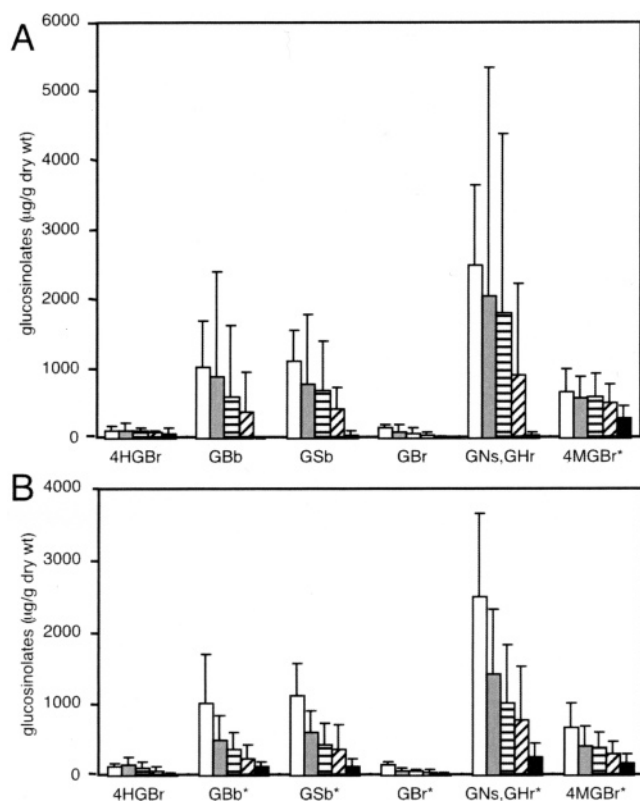 A
6000
5000
4000
3000
2000
1000
0
glucosinolates (µg/g dry wt)
4HGBr GBb GSb GBr GNs,GHr 4MGBr*
B
4000
3000
2000
1000
0
glucosinolates (µg/g dry wt)
4HGBr GBb* GSb* GBr* GNs,GHr* 4MGBr*